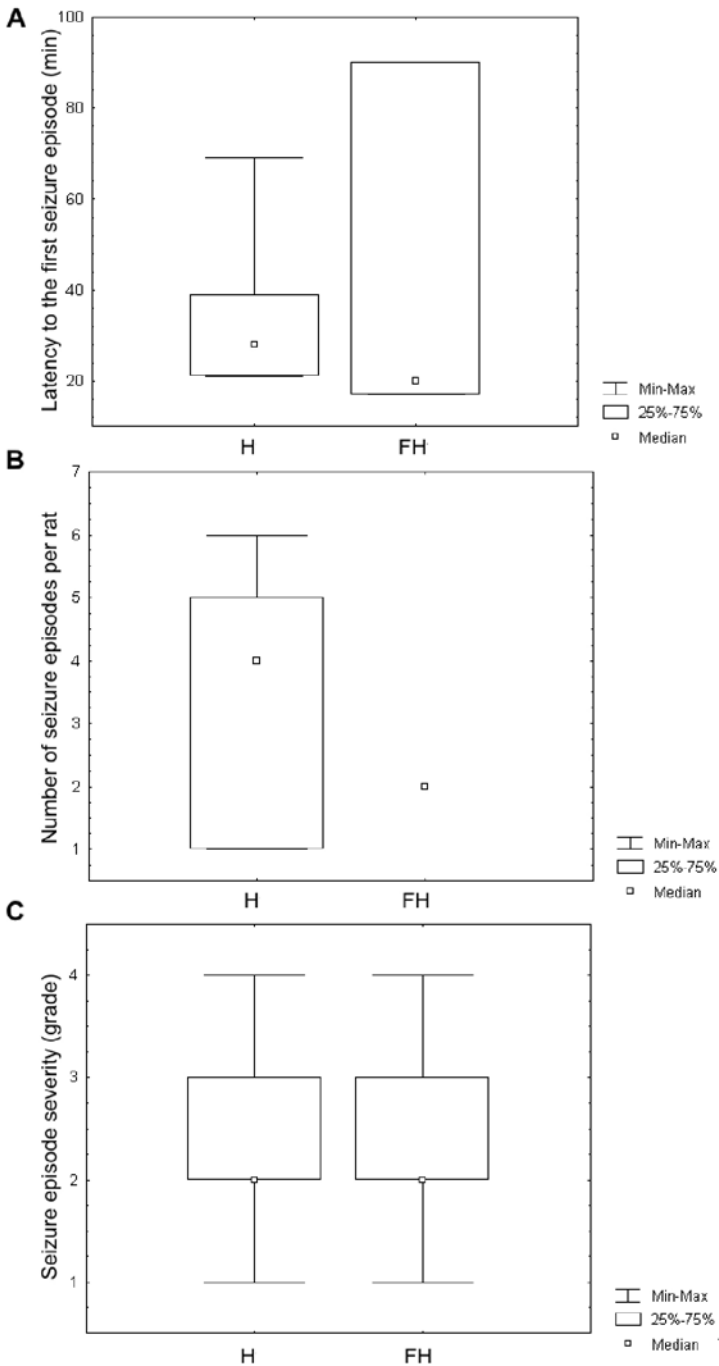 A
Latency to the first seizure episode (min)
100
80
60
40
20
H FH
Min-Max
25%-75%
Median
B
Number of seizure episodes per rat
7
6
5
4
3
2
1
H FH
Min-Max
25%-75%
Median
C
Seizure episode severity (grade)
4
3
2
1
H FH
Min-Max
25%-75%
Median